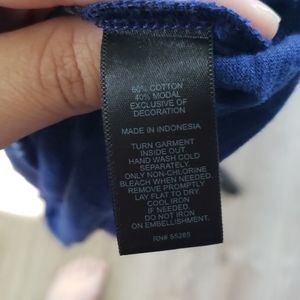 60% COTTON
40% MODAL
EXCLUSIVE OF
DECORATION
MADE IN INDONESIA
TURN GARMENT
INSIDE OUT
HAND WASH COLD
SEPARATELY.
ONLY NON-CHLORINE
BLEACH WHEN NEEDED.
REMOVE PROMPTLY
LAY FLAT TO DRY
COOL IRON
IF NEEDED.
DO NOT IRON
ON EMBELLISHMENT.
RN# 55285